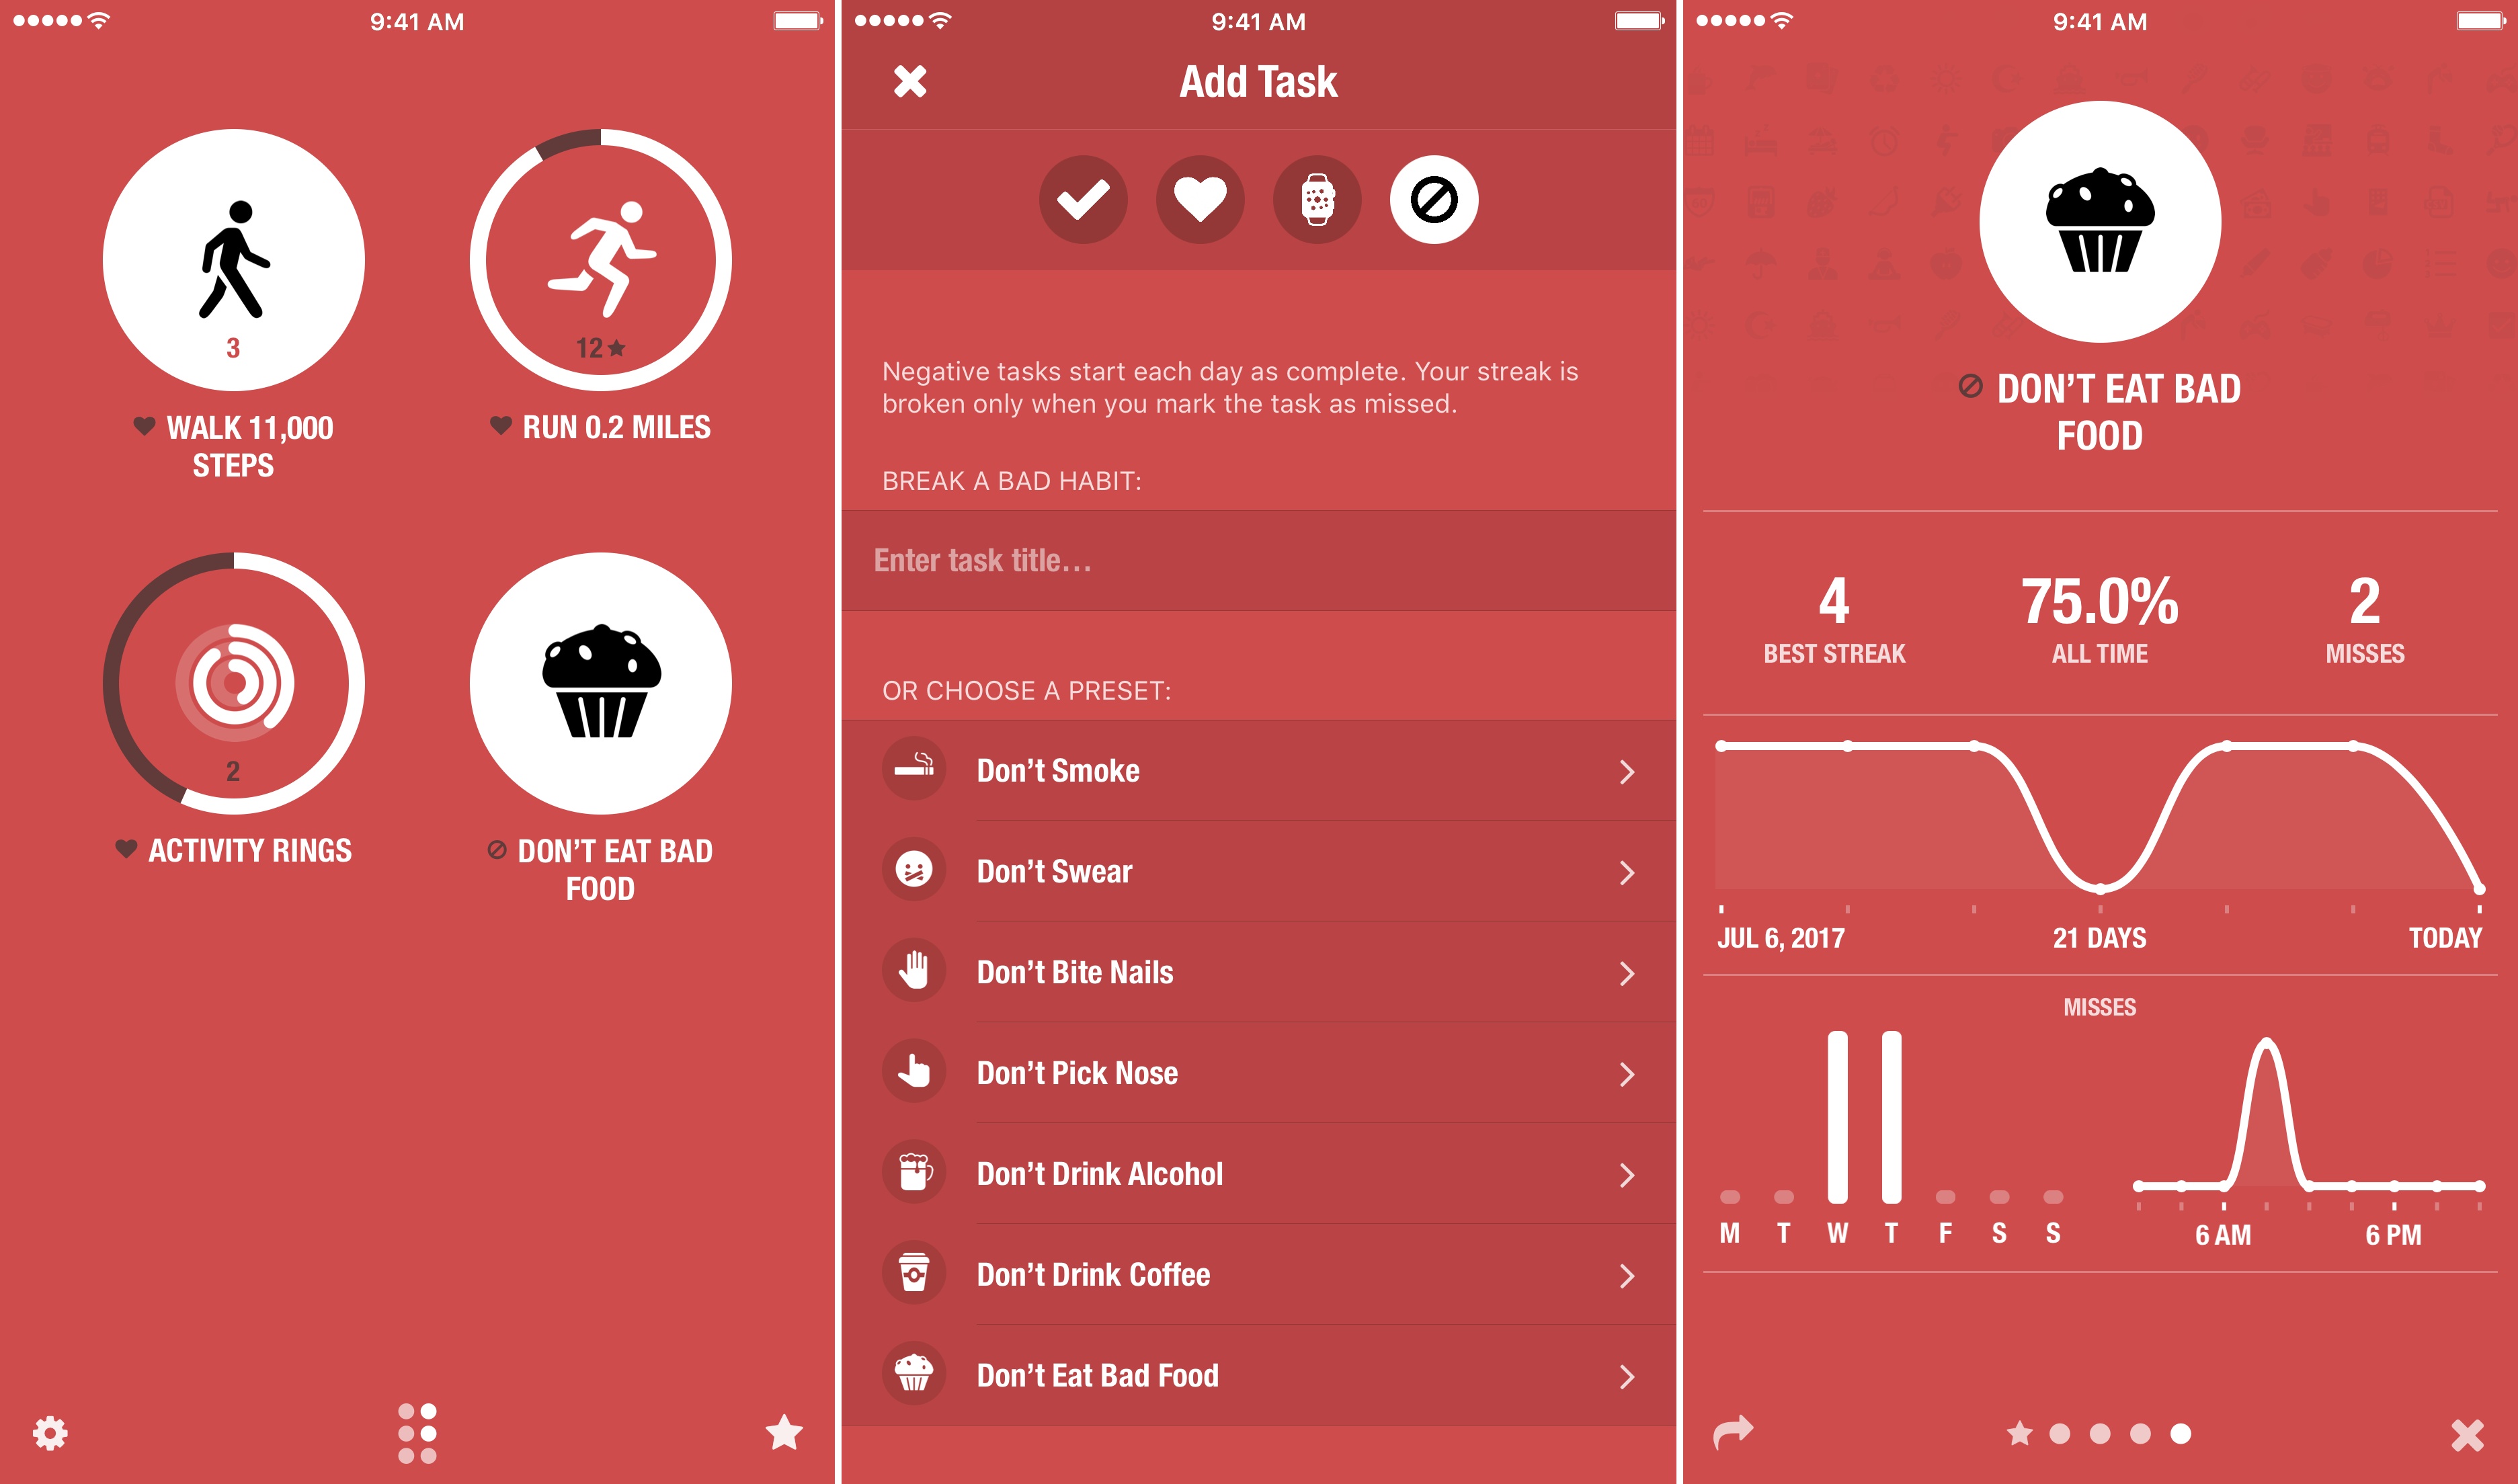 9:41 AM
3
12★
WALK 11,000
STEPS
RUN 0.2 MILES
2
ACTIVITY RINGS
DON’T EAT BAD
FOOD
9:41 AM
Add Task
Negative tasks start each day as complete. Your streak is
broken only when you mark the task as missed.
BREAK A BAD HABIT:
Enter task title…
OR CHOOSE A PRESET:
Don’t Smoke
Don’t Swear
Don’t Bite Nails
Don’t Pick Nose
Don’t Drink Alcohol
Don’t Drink Coffee
Don’t Eat Bad Food
9:41 AM
DON’T EAT BAD
FOOD
4 75.0% 2
BEST STREAK ALL TIME MISSES
JUL 6, 2017 21 DAYS TODAY
MISSES
M T W T F S S 6 AM 6 PM